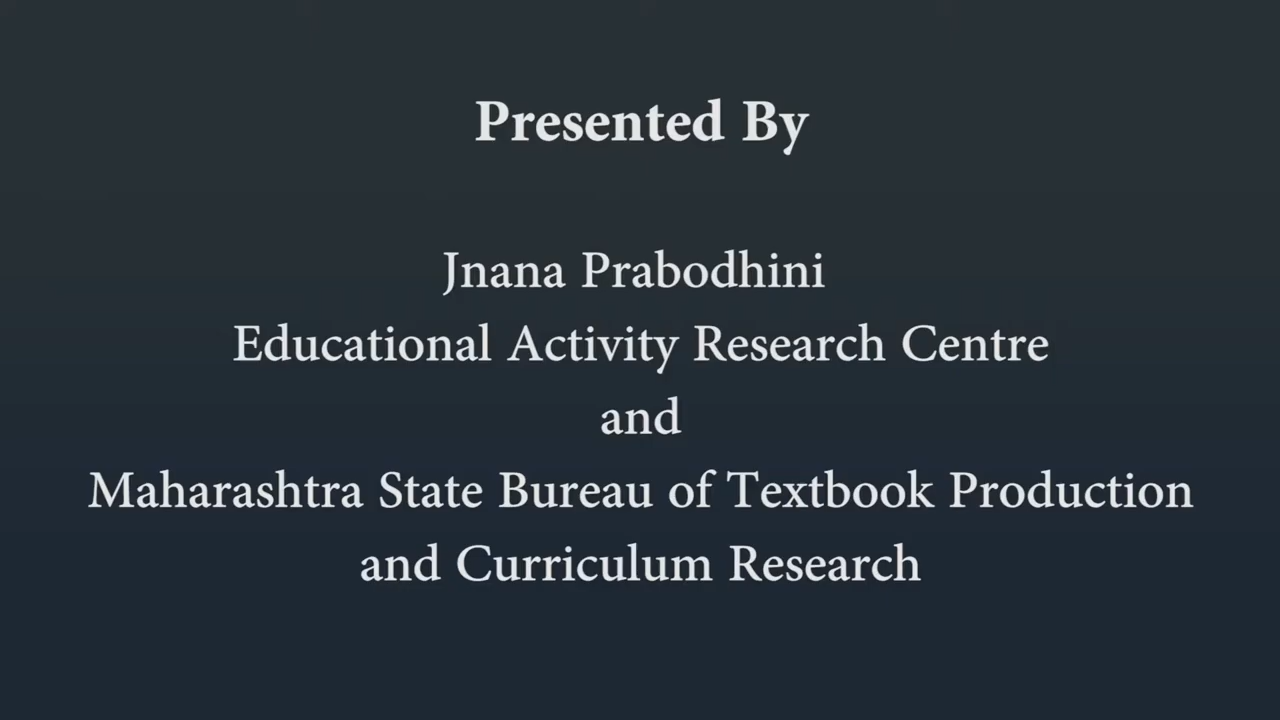 Presented By
Jnana Prabodhini
Educational Activity Research Centre
and
Maharashtra State Bureau of Textbook Production
and Curriculum Research